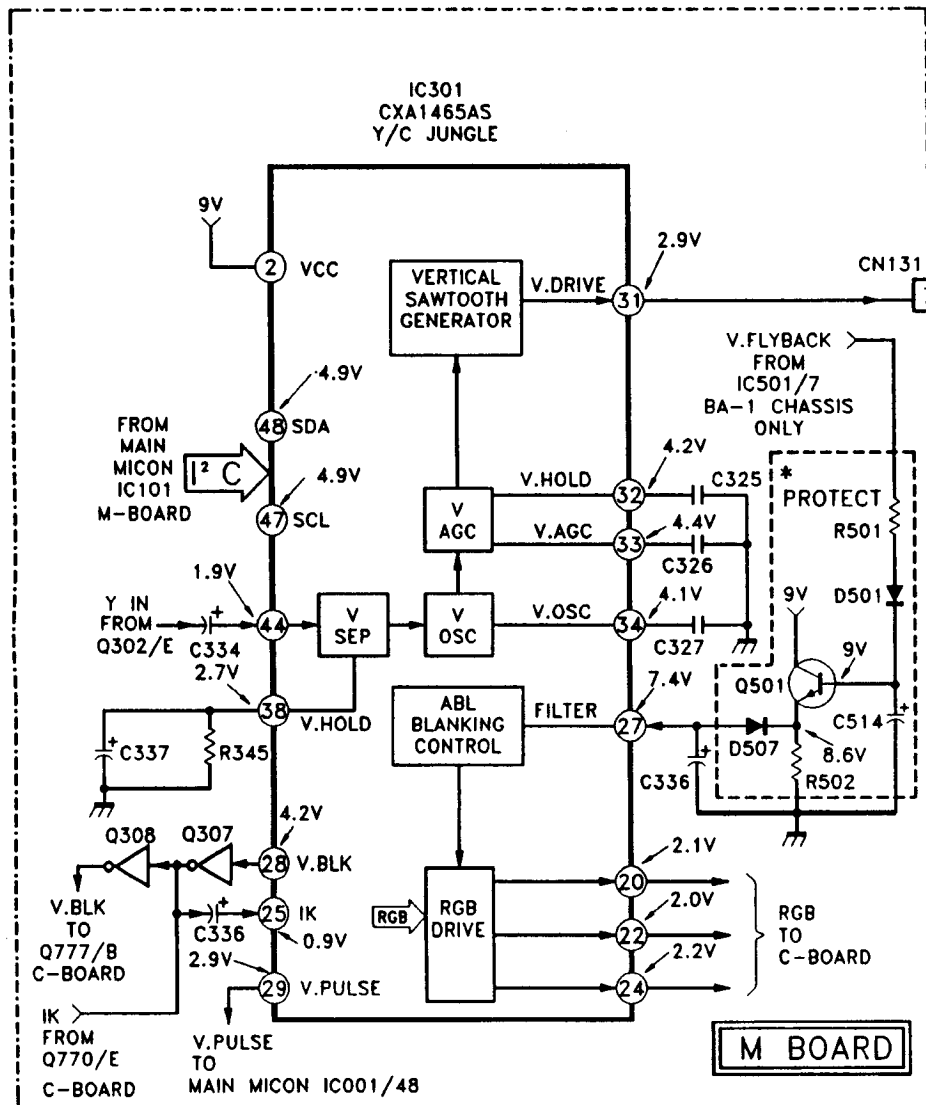 IC301
CXA1465AS
Y/C JUNGLE
9V
2
VCC
VERTICAL
SAWTOOTH
GENERATOR
V.DRIVE
31
2.9V
CN131
V.FLYBACK
FROM
IC501/7
BA-1 CHASSIS
ONLY
4.9V
48
SDA
FROM
MAIN
MICON
IC101
M-BOARD
I² C
4.9V
47
SCL
V
AGC
V.HOLD
32
4.2V
C325
V.AGC
33
4.4V
C326
*
PROTECT
R501
D501
1.9V
Y IN
FROM
Q302/E
C334
+
44
V
SEP
V
OSC
V.OSC
34
4.1V
C327
9V
Q501
9V
C514
+
2.7V
38
V.HOLD
C337
+
R345
ABL
BLANKING
CONTROL
FILTER
27
7.4V
C336
+
D507
8.6V
R502
Q308
Q307
4.2V
28
V.BLK
V.BLK
TO
Q777/B
C-BOARD
C336
+
25
IK
0.9V
RGB
RGB
DRIVE
20
2.1V
22
2.0V
24
2.2V
RGB
TO
C-BOARD
2.9V
29
V.PULSE
IK
FROM
Q770/E
C-BOARD
V.PULSE
TO
MAIN MICON IC001/48
M BOARD